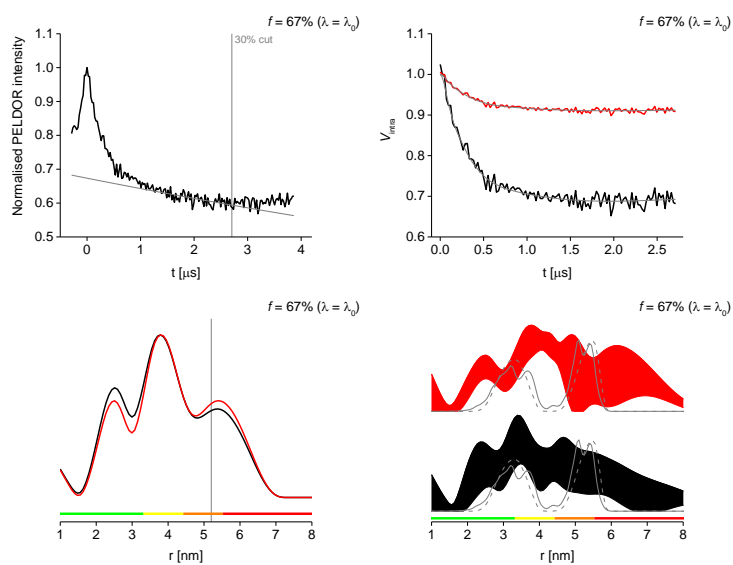 f = 67% (λ = λ₀)
1.1
1.0
0.9
0.8
0.7
0.6
0.5
Normalised PELDOR intensity
30% cut
0 1 2 3 4
t [μs]
f = 67% (λ = λ₀)
1.1
1.0
0.9
0.8
0.7
0.6
Vintra
0.0 0.5 1.0 1.5 2.0 2.5
t [μs]
f = 67% (λ = λ₀)
1 2 3 4 5 6 7 8
r [nm]
f = 67% (λ = λ₀)
1 2 3 4 5 6 7 8
r [nm]